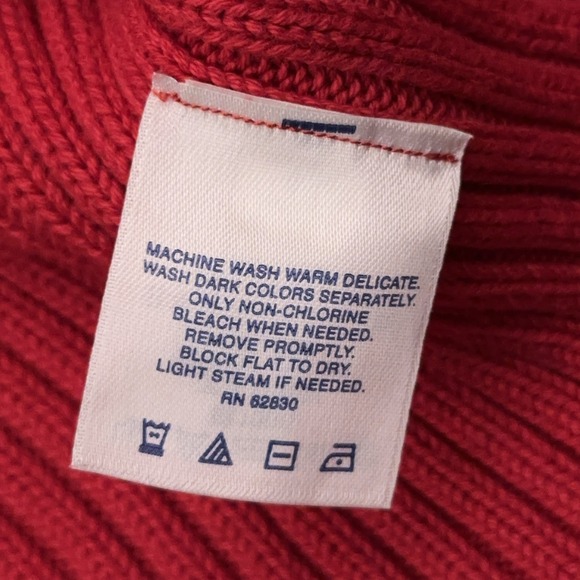 MACHINE WASH WARM DELICATE.
WASH DARK COLORS SEPARATELY.
ONLY NON-CHLORINE
BLEACH WHEN NEEDED.
REMOVE PROMPTLY.
BLOCK FLAT TO DRY.
LIGHT STEAM IF NEEDED.
RN 62830